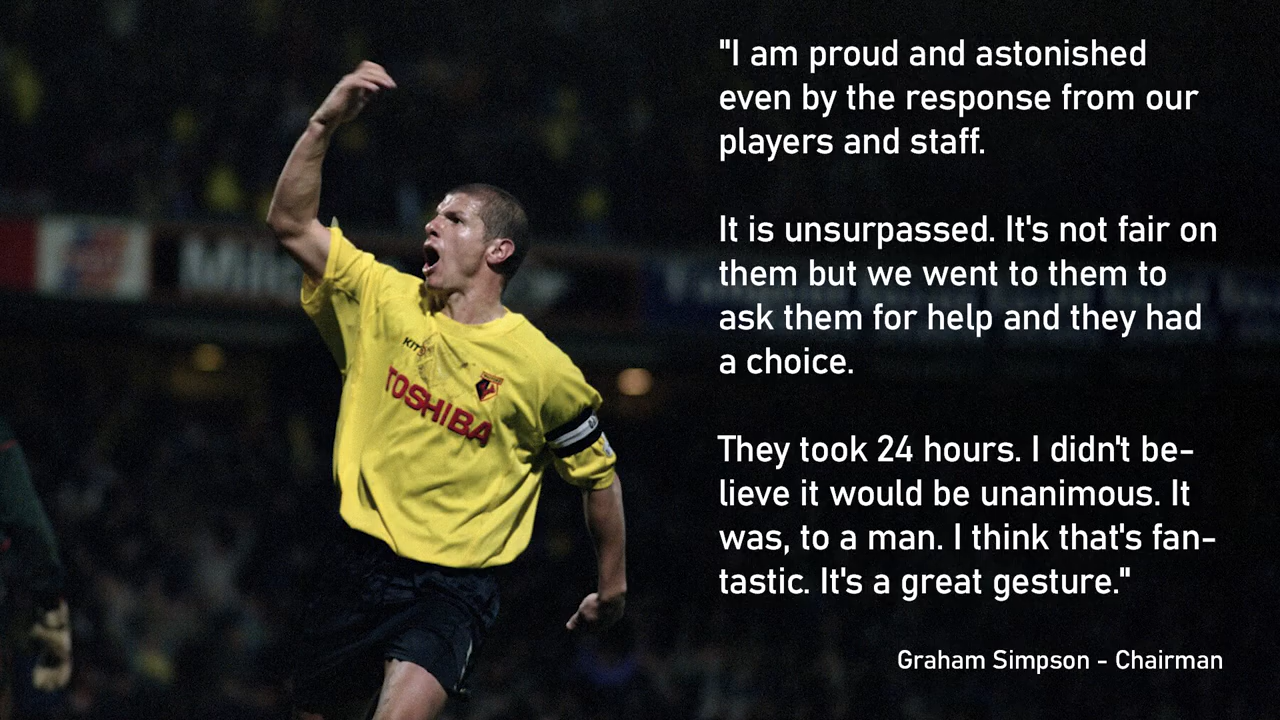 "I am proud and astonished
even by the response from our
players and staff.
It is unsurpassed. It's not fair on
them but we went to them to
ask them for help and they had
a choice.
They took 24 hours. I didn't be-
lieve it would be unanimous. It
was, to a man. I think that's fan-
tastic. It's a great gesture."
Graham Simpson - Chairman
TOSHIBA